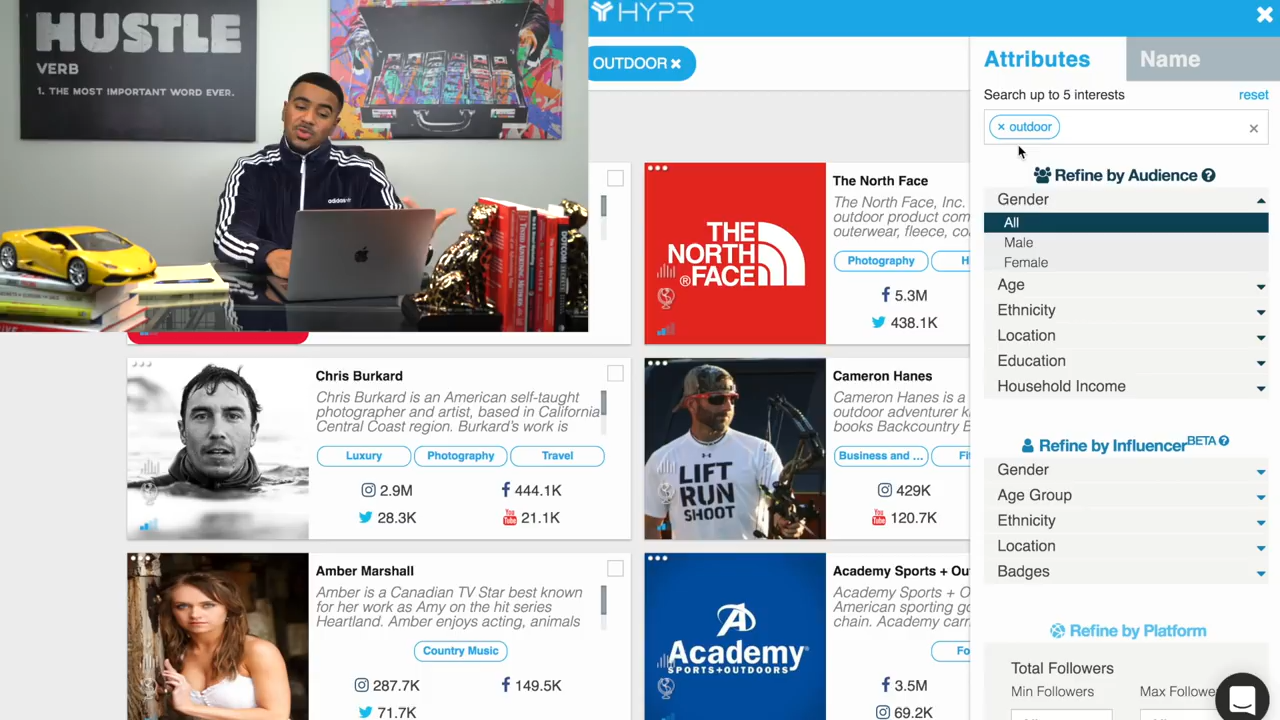 HUSTLE
VERB
1. THE MOST IMPORTANT WORD EVER.
adidas
HYPR
OUTDOOR ×
Attributes
Name
Search up to 5 interests
reset
× outdoor
Refine by Audience
Gender
All
Male
Female
Age
Ethnicity
Location
Education
Household Income
Refine by Influencer BETA
Gender
Age Group
Ethnicity
Location
Badges
Refine by Platform
Total Followers
Min Followers
Max Followe
The North Face
The North Face, Inc.
outdoor product com
outerwear, fleece, co
Photography
H
5.3M
438.1K
THE
NORTH
FACE
Chris Burkard
Chris Burkard is an American self-taught
photographer and artist, based in California
Central Coast region. Burkard's work is
Luxury
Photography
Travel
2.9M
444.1K
28.3K
21.1K
Cameron Hanes
Cameron Hanes is a
outdoor adventurer k
books Backcountry B
Business and ...
Fi
429K
120.7K
LIFT
RUN
SHOOT
Amber Marshall
Amber is a Canadian TV Star best known
for her work as Amy on the hit series
Heartland. Amber enjoys acting, animals
Country Music
287.7K
149.5K
71.7K
Academy Sports + Ou
Academy Sports + O
American sporting go
chain. Academy carr
Fo
3.5M
69.2K
Academy
SPORTS+OUTDOORS